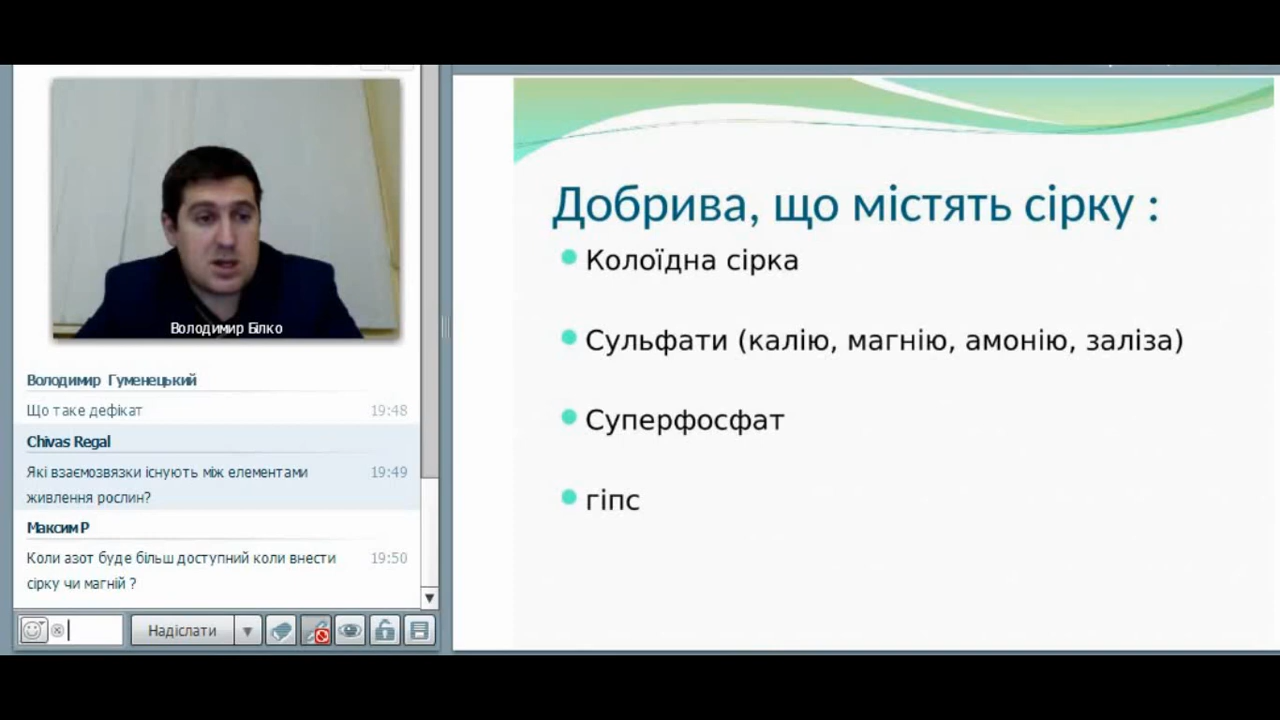 Володимир Білко
Володимир Гуменецький
Що таке дефікат 19:48
Chivas Regal
Які взаємозвязки існують між елементами 19:49
живлення рослин?
Максим Р
Коли азот буде більш доступний коли внести 19:50
сірку чи магній ?
Надіслати
Добрива, що містять сірку :
Колоїдна сірка
Сульфати (калію, магнію, амонію, заліза)
Суперфосфат
гіпс